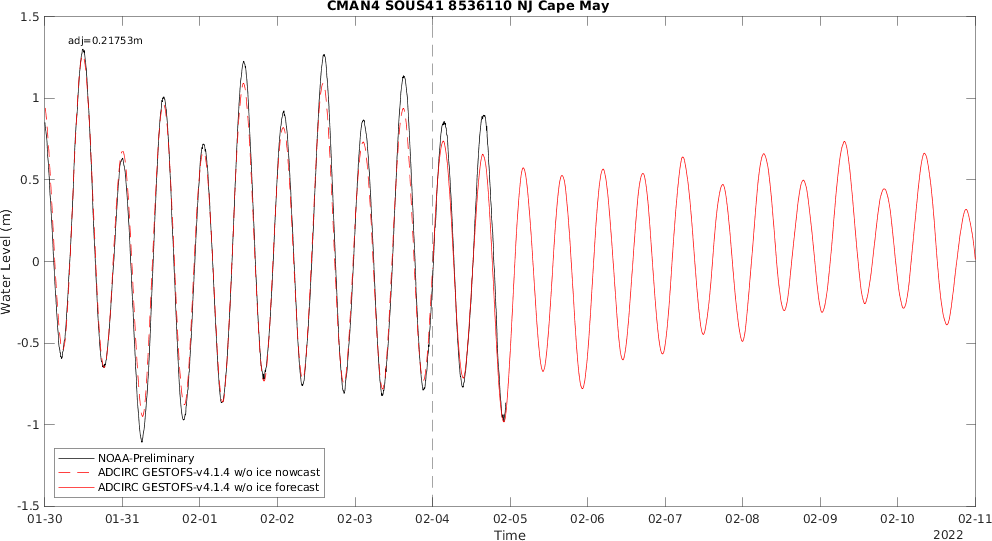 CMAN4 SOUS41 8536110 NJ Cape May
adj=0.21753m
1.5
1
0.5
0
-0.5
-1
-1.5
Water Level (m)
NOAA-Preliminary
ADCIRC GESTOFS-v4.1.4 w/o ice nowcast
ADCIRC GESTOFS-v4.1.4 w/o ice forecast
01-30 01-31 02-01 02-02 02-03 02-04 02-05 02-06 02-07 02-08 02-09 02-10 02-11
Time
2022